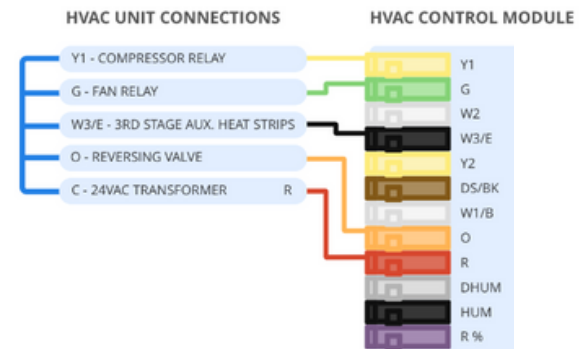 HVAC UNIT CONNECTIONS
HVAC CONTROL MODULE
Y1 - COMPRESSOR RELAY
G - FAN RELAY
W3/E - 3RD STAGE AUX. HEAT STRIPS
O - REVERSING VALVE
C - 24VAC TRANSFORMER R
Y1
G
W2
W3/E
Y2
DS/BK
W1/B
O
R
DHUM
HUM
R %